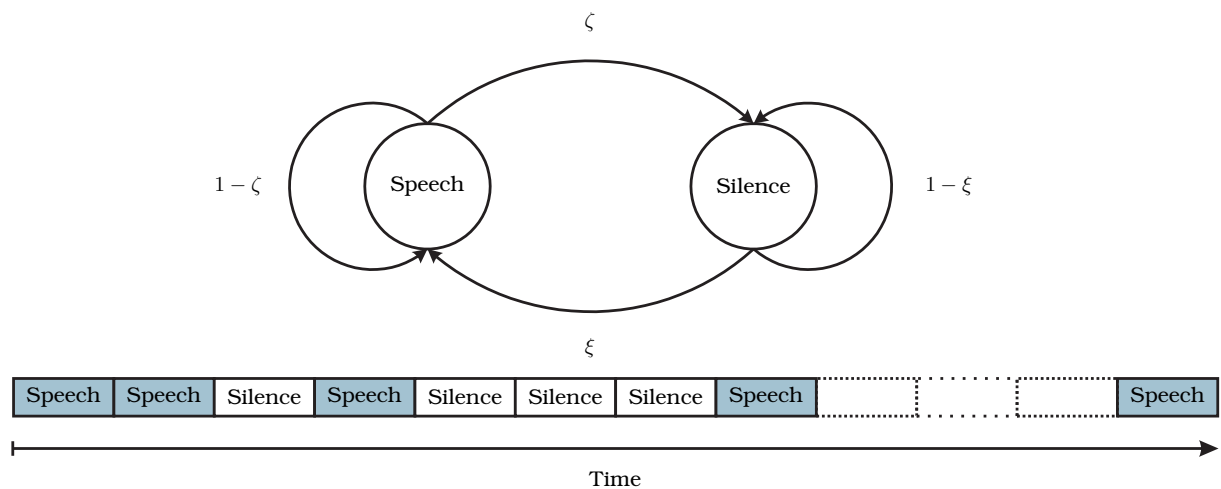 ζ
1 − ζ
Speech
Silence
1 − ξ
ξ
Speech Speech Silence Speech Silence Silence Silence Speech Speech
Time